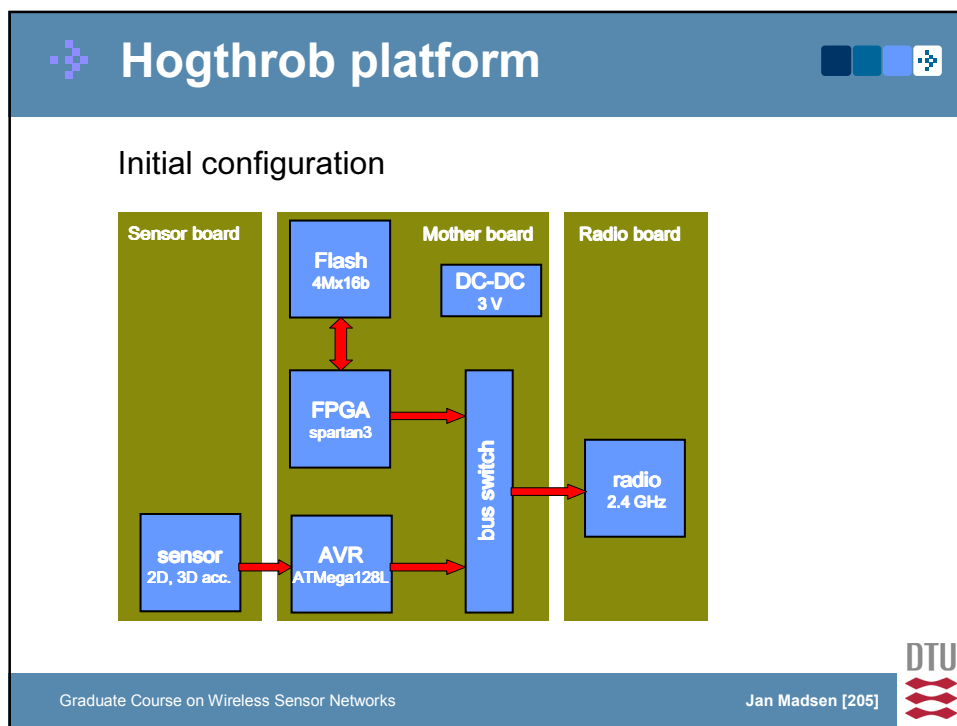 Hogthrob platform
Initial configuration
Sensor board
Mother board
Radio board
Flash
4Mx16b
DC-DC
3 V
FPGA
spartan3
bus switch
radio
2.4 GHz
sensor
2D, 3D acc.
AVR
ATMega128L
DTU
Graduate Course on Wireless Sensor Networks
Jan Madsen [205]